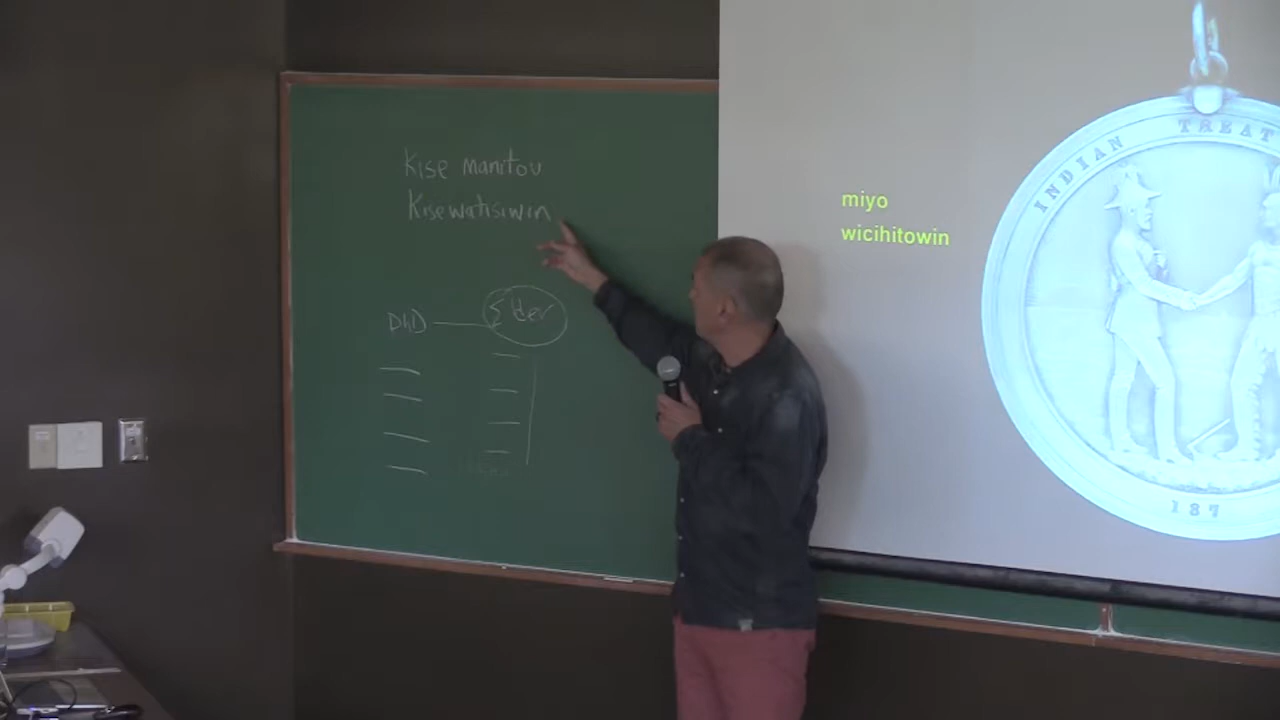 Kise manitou
Kisewatisiwin
PhD
Elder
miyo
wicihitowin
INDIAN TREAT
187